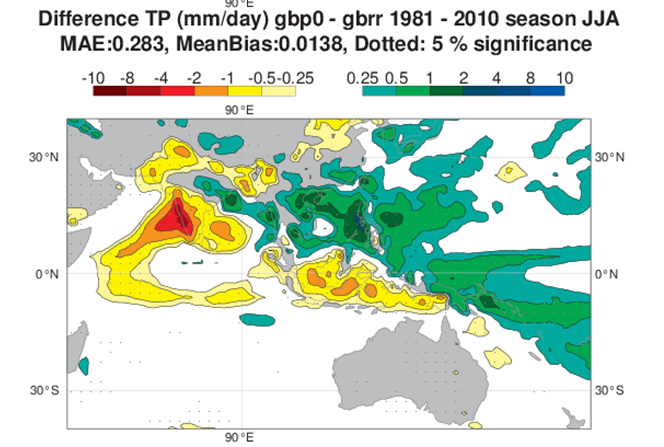 90°E
Difference TP (mm/day) gbp0 - gbrr 1981 - 2010 season JJA
MAE:0.283, MeanBias:0.0138, Dotted: 5 % significance
-10 -8 -4 -2 -1 -0.5 -0.25 0.25 0.5 1 2 4 8 10
90°E
30°N 30°N
0°N 0°N
30°S 30°S
90°E